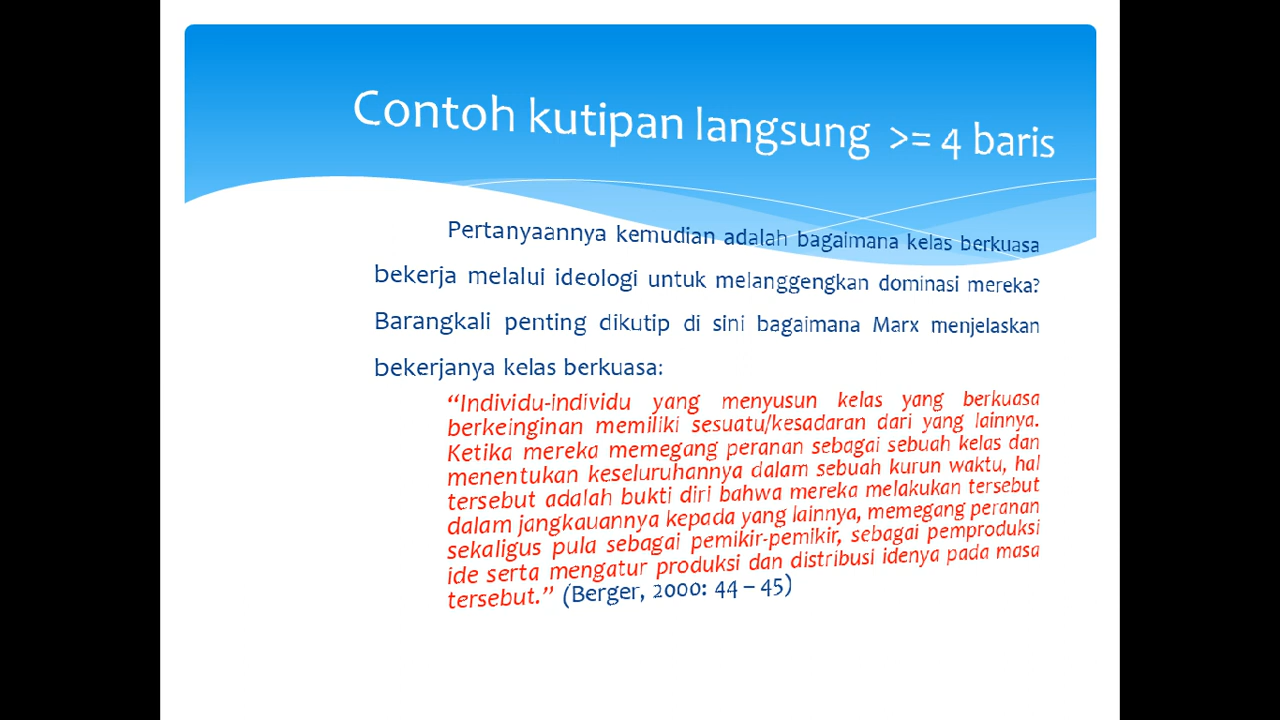 Contoh kutipan langsung >= 4 baris
Pertanyaannya kemudian adalah bagaimana kelas berkuasa
bekerja melalui ideologi untuk melanggengkan dominasi mereka?
Barangkali penting dikutip di sini bagaimana Marx menjelaskan
bekerjanya kelas berkuasa:
“Individu-individu yang menyusun kelas yang berkuasa
berkeinginan memiliki sesuatu/kesadaran dari yang lainnya.
Ketika mereka memegang peranan sebagai sebuah kelas dan
menentukan keseluruhannya dalam sebuah kurun waktu, hal
tersebut adalah bukti diri bahwa mereka melakukan tersebut
dalam jangkauannya kepada yang lainnya, memegang peranan
sekaligus pula sebagai pemikir-pemikir, sebagai pemproduksi
ide serta mengatur produksi dan distribusi idenya pada masa
tersebut.” (Berger, 2000: 44 – 45)